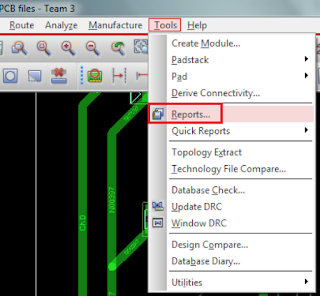 PCB files - Team 3
Route Analyze Manufacture Tools Help
Create Module...
Padstack
Pad
Derive Connectivity...
Reports...
Quick Reports
Topology Extract
Technology File Compare...
Database Check...
Update DRC
Window DRC
Design Compare...
Database Diary...
Utilities